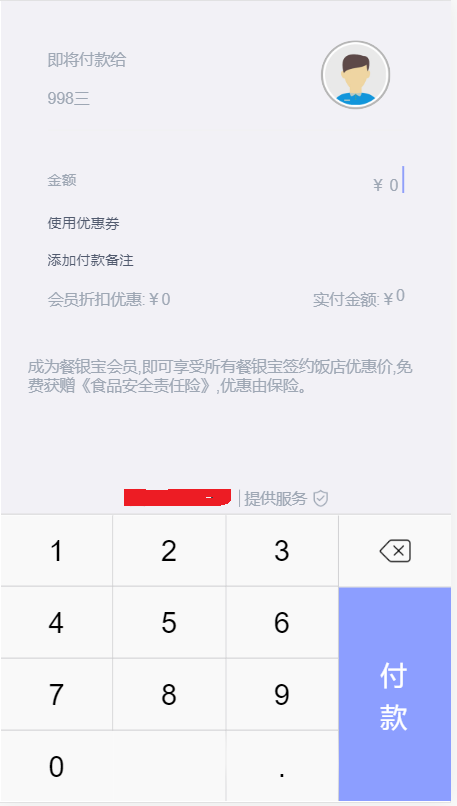 即将付款给
998三
金额
¥ 0
使用优惠券
添加付款备注
会员折扣优惠:¥0
实付金额:¥0
成为餐银宝会员,即可享受所有餐银宝签约饭店优惠价,免
费获赠《食品安全责任险》,优惠由保险。
提供服务
1 2 3
4 5 6
付
7 8 9
款
0 .